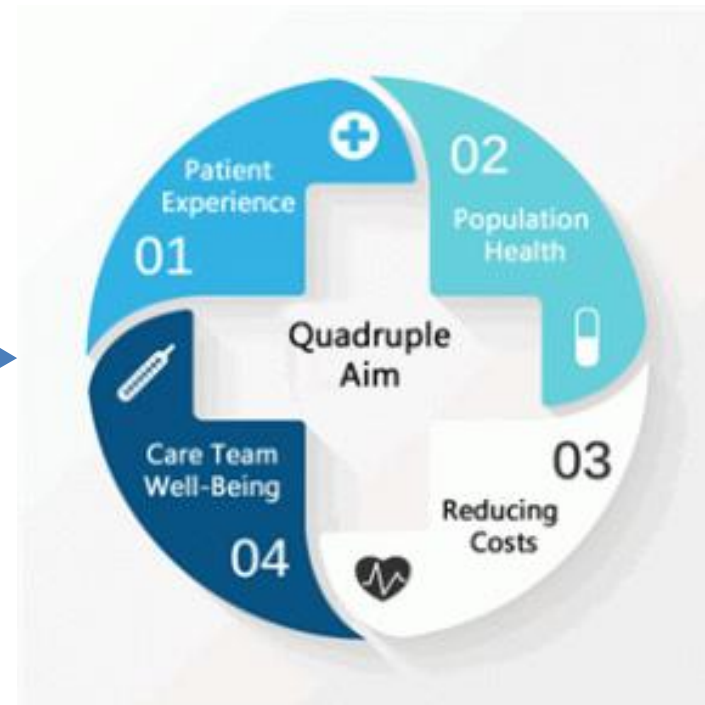 Patient
Experience
01
02
Population
Health
Quadruple
Aim
03
Reducing
Costs
Care Team
Well-Being
04